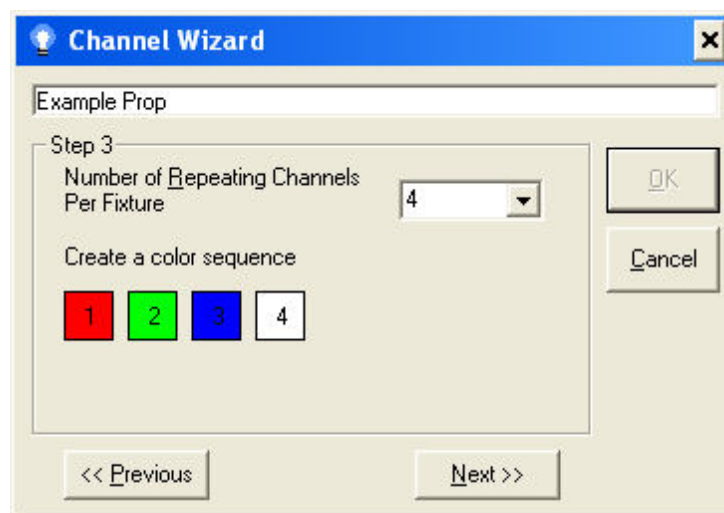 Channel Wizard
Example Prop
Step 3
Number of Repeating Channels
Per Fixture
4
OK
Create a color sequence
Cancel
1 2 3 4
<< Previous
Next >>